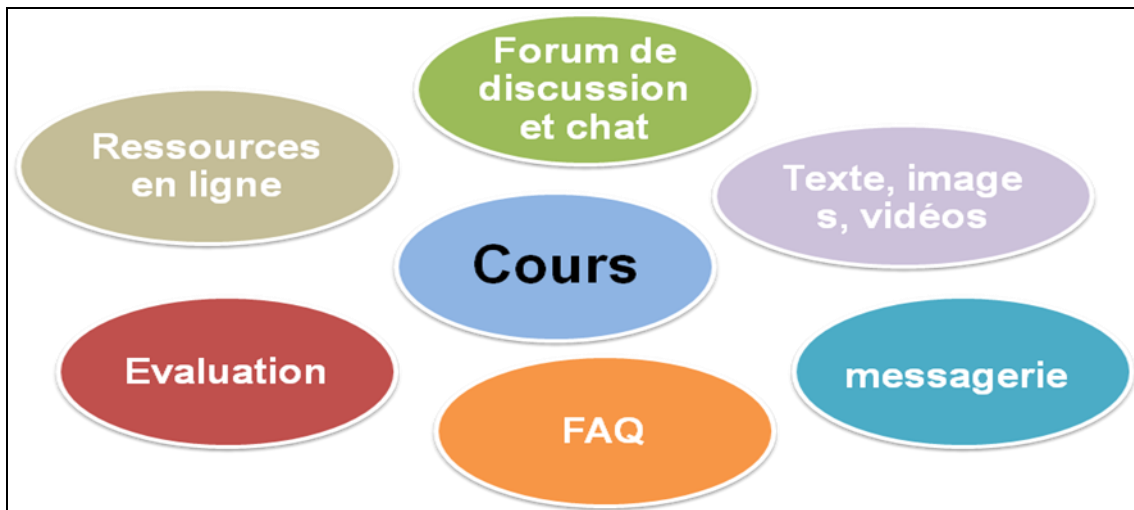 Forum de
discussion
et chat
Ressources
en ligne
Texte, image
s, vidéos
Cours
Evaluation
messagerie
FAQ